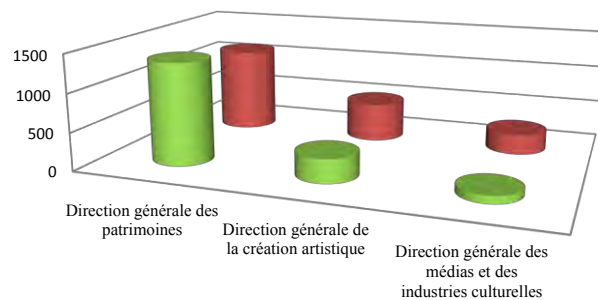 1500
1000
500
0
Direction générale des
patrimoines
Direction générale de
la création artistique
Direction générale des
médias et des
industries culturelles